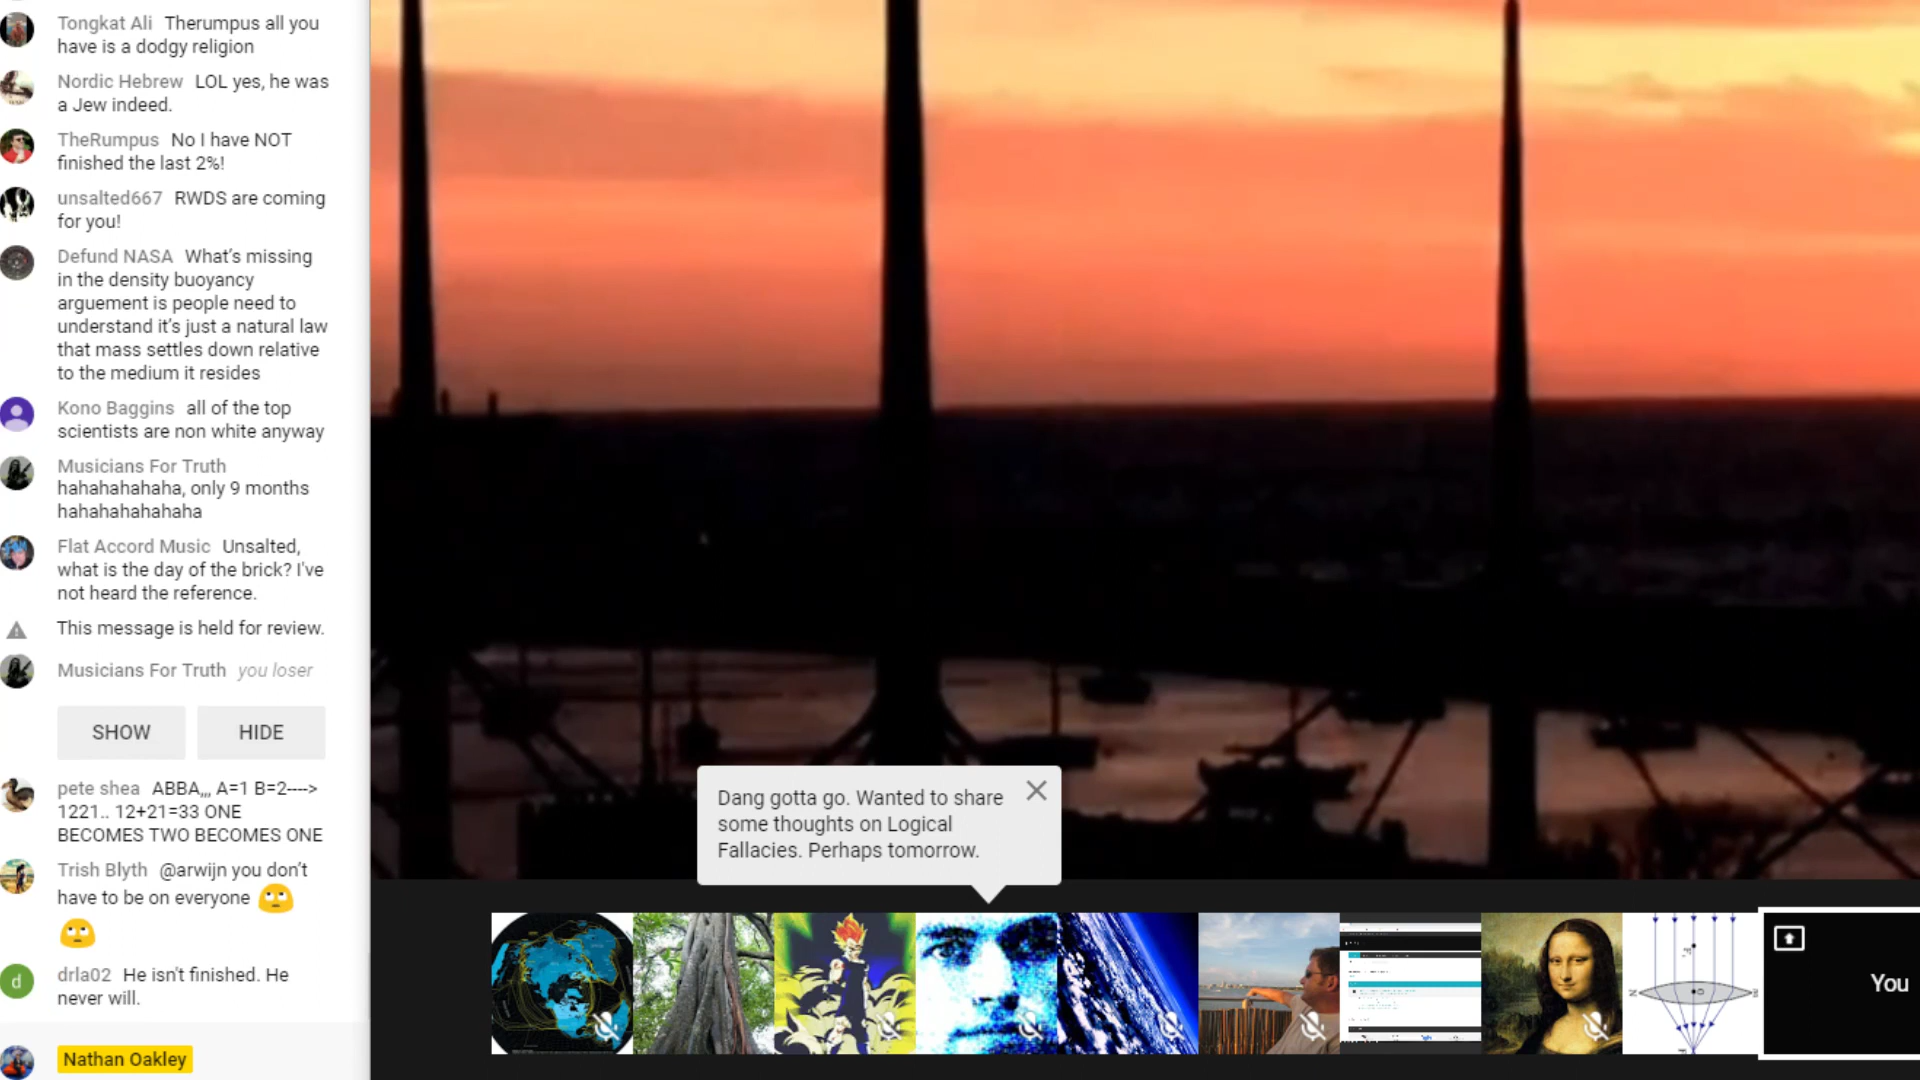 Tongkat Ali Therumpus all you
have is a dodgy religion
Nordic Hebrew LOL yes, he was
a Jew indeed.
TheRumpus No I have NOT
finished the last 2%!
unsalted667 RWDS are coming
for you!
Defund NASA What's missing
in the density buoyancy
arguement is people need to
understand it's just a natural law
that mass settles down relative
to the medium it resides
Kono Baggins all of the top
scientists are non white anyway
Musicians For Truth
hahahahahaha, only 9 months
hahahahahahaha
Flat Accord Music Unsalted,
what is the day of the brick? I've
not heard the reference.
This message is held for review.
Musicians For Truth you loser
SHOW HIDE
pete shea ABBA,,, A=1 B=2---->
1221.. 12+21=33 ONE
BECOMES TWO BECOMES ONE
Trish Blyth @arwijn you don't
have to be on everyone 🙄
🙄
drla02 He isn't finished. He
never will.
d
Nathan Oakley
Dang gotta go. Wanted to share
some thoughts on Logical
Fallacies. Perhaps tomorrow.
You